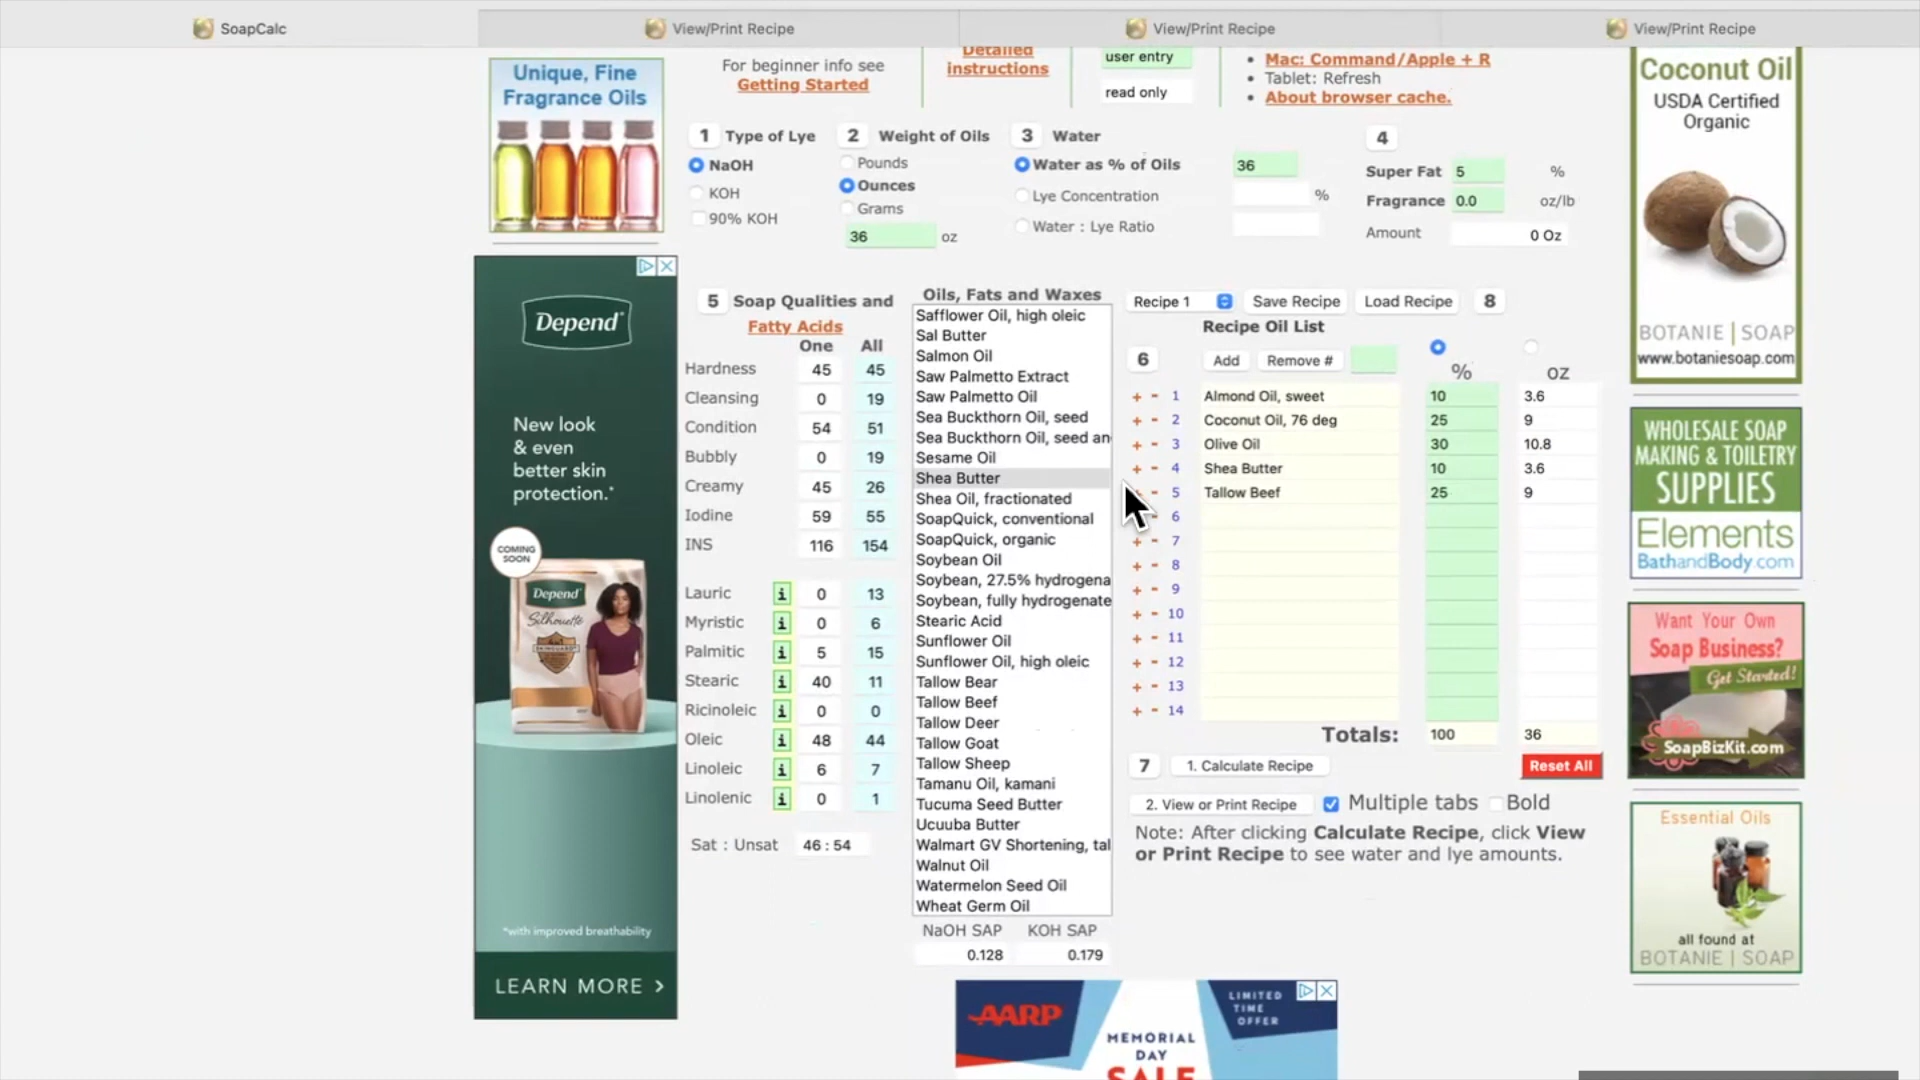 SoapCalc
View/Print Recipe
View/Print Recipe
View/Print Recipe
Unique, Fine
Fragrance Oils
For beginner info see
Getting Started
Detailed
instructions
user entry
read only
Mac: Command/Apple + R
Tablet: Refresh
About browser cache.
1 Type of Lye
NaOH
KOH
90% KOH
2 Weight of Oils
Pounds
Ounces
Grams
36 oz
3 Water
Water as % of Oils 36
Lye Concentration %
Water : Lye Ratio
4
Super Fat 5 %
Fragrance 0.0 oz/lb
Amount 0 Oz
5 Soap Qualities and
Fatty Acids
One All
Hardness 45 45
Cleansing 0 19
Condition 54 51
Bubbly 0 19
Creamy 45 26
Iodine 59 55
INS 116 154
Lauric i 0 13
Myristic i 0 6
Palmitic i 5 15
Stearic i 40 11
Ricinoleic i 0 0
Oleic i 48 44
Linoleic i 6 7
Linolenic i 0 1
Sat : Unsat 46 : 54
Oils, Fats and Waxes
Safflower Oil, high oleic
Sal Butter
Salmon Oil
Saw Palmetto Extract
Saw Palmetto Oil
Sea Buckthorn Oil, seed
Sea Buckthorn Oil, seed an
Sesame Oil
Shea Butter
Shea Oil, fractionated
SoapQuick, conventional
SoapQuick, organic
Soybean Oil
Soybean, 27.5% hydrogena
Soybean, fully hydrogenate
Stearic Acid
Sunflower Oil
Sunflower Oil, high oleic
Tallow Bear
Tallow Beef
Tallow Deer
Tallow Goat
Tallow Sheep
Tamanu Oil, kamani
Tucuma Seed Butter
Ucuuba Butter
Walmart GV Shortening, tal
Walnut Oil
Watermelon Seed Oil
Wheat Germ Oil
NaOH SAP KOH SAP
0.128 0.179
Recipe 1 Save Recipe Load Recipe 8
Recipe Oil List
6 Add Remove #
% oz
+ - 1 Almond Oil, sweet 10 3.6
+ - 2 Coconut Oil, 76 deg 25 9
+ - 3 Olive Oil 30 10.8
+ - 4 Shea Butter 10 3.6
- 5 Tallow Beef 25 9
6
+ - 7
+ - 8
+ - 9
+ - 10
+ - 11
+ - 12
+ - 13
+ - 14
Totals: 100 36
7 1. Calculate Recipe Reset All
2. View or Print Recipe Multiple tabs Bold
Note: After clicking Calculate Recipe, click View
or Print Recipe to see water and lye amounts.
Depend
New look
& even
better skin
protection.*
COMING
SOON
Depend
Silhouette
*with improved breathability
LEARN MORE >
AARP
MEMORIAL
DAY
SALE
LIMITED
TIME
OFFER
Coconut Oil
USDA Certified
Organic
BOTANIE | SOAP
www.botaniesoap.com
WHOLESALE SOAP
MAKING & TOILETRY
SUPPLIES
Elements
BathandBody.com
Want Your Own
Soap Business?
Get Started!
SoapBizKit.com
Essential Oils
all found at
BOTANIE | SOAP